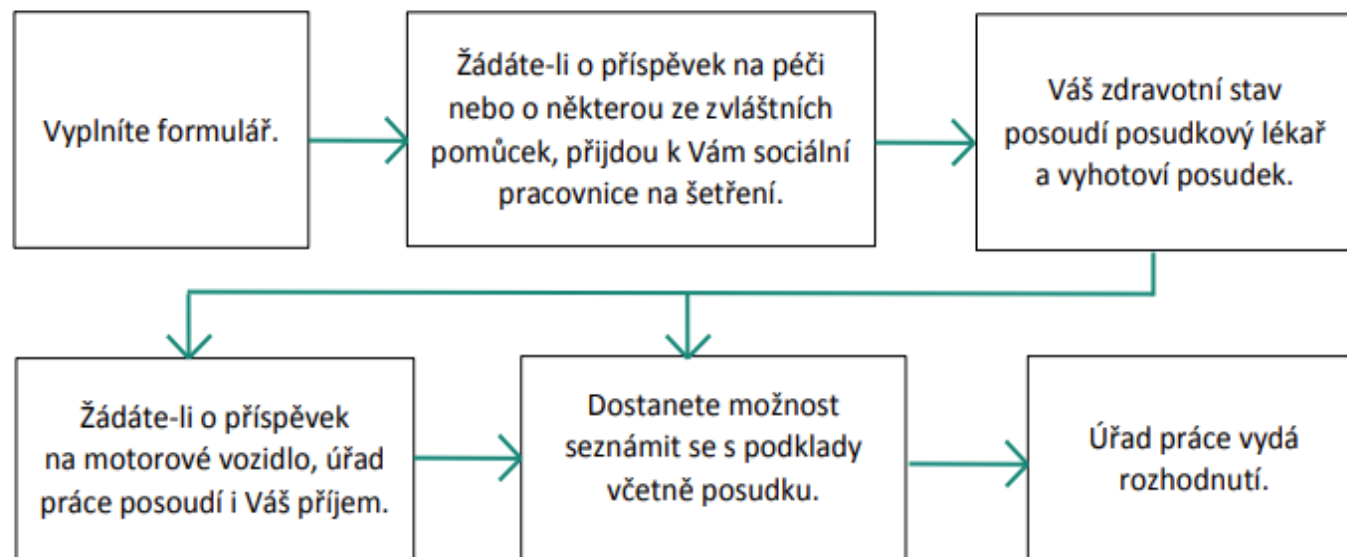 Vyplníte formulář.
Žádáte-li o příspěvek na péči
nebo o některou ze zvláštních
pomůcek, přijdou k Vám sociální
pracovnice na šetření.
Váš zdravotní stav
posoudí posudkový lékař
a vyhotoví posudek.
Žádáte-li o příspěvek
na motorové vozidlo, úřad
práce posoudí i Váš příjem.
Dostanete možnost
seznámit se s podklady
včetně posudku.
Úřad práce vydá
rozhodnutí.